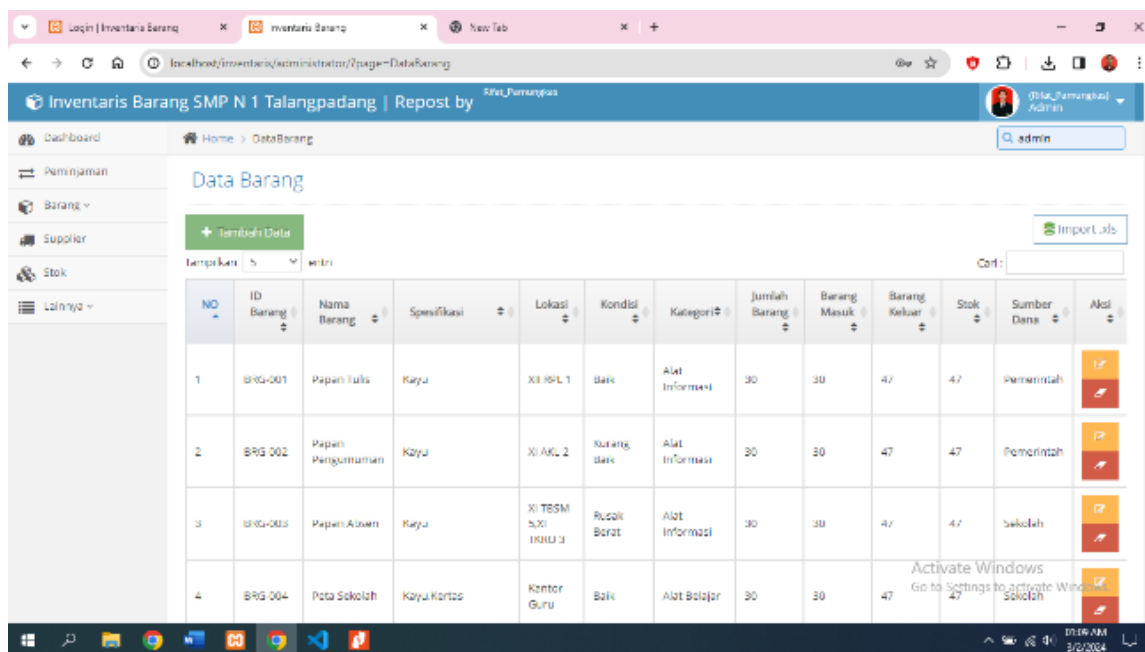 Login | Inventaris Barang
Inventaris Barang
New Tab
localhost/inventaris/administrator/?page=DataBarang
Inventaris Barang SMP N 1 Talangpadang | Repost by Rifat_Pamungkas
(Rifat_Pamungkas)
Admin
Dashboard
Home > DataBarang
admin
Peminjaman
Data Barang
Barang
Supplier
+ Tambah Data
Import .xls
Stok
Tampilkan 5 entri
Cari :
Lainnya
NO
ID Barang
Nama Barang
Spesifikasi
Lokasi
Kondisi
Kategori
Jumlah Barang
Barang Masuk
Barang Keluar
Stok
Sumber Dana
Aksi
1 BRG-001 Papan Tulis Kayu XII RPL 1 Baik Alat Informasi 30 30 47 47 Pemerintah
2 BRG-002 Papan Pengumuman Kayu XI AKL 2 Kurang Baik Alat Informasi 30 30 47 47 Pemerintah
3 BRG-003 Papan Absen Kayu XI TBSM 5,XI TKRO 3 Rusak Berat Alat Informasi 30 30 47 47 Sekolah
4 BRG-004 Peta Sekolah Kayu,Kertas Kantor Guru Baik Alat Belajar 30 30 47 47 Sekolah
Activate Windows
Go to Settings to activate Windows.
01:09 AM
3/2/2024